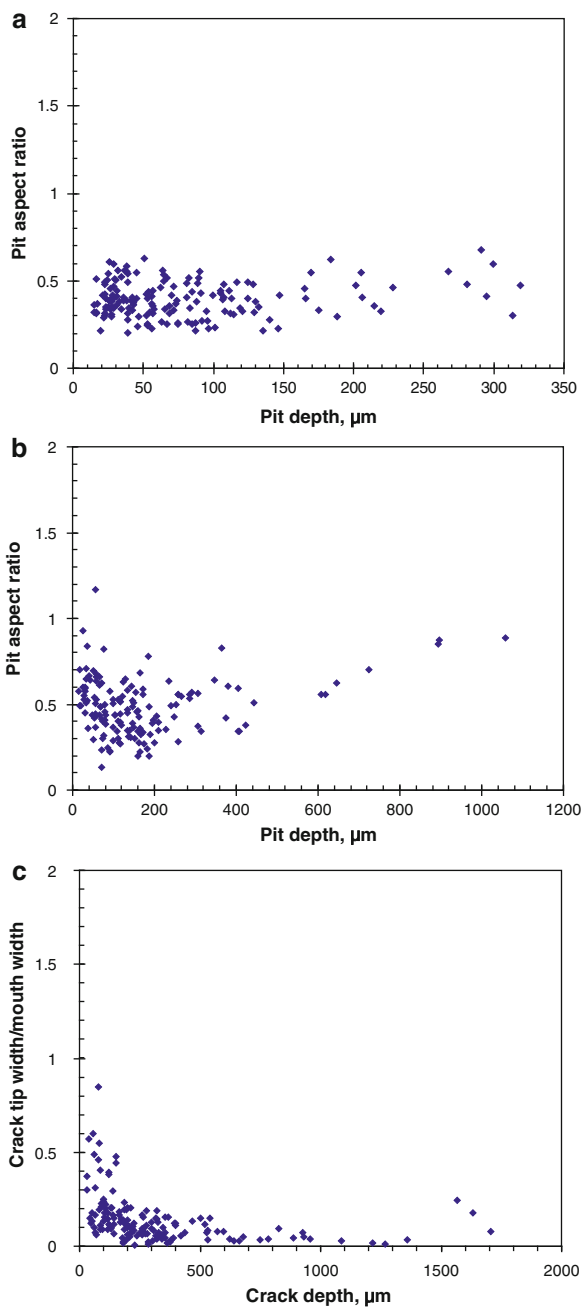 a
2
1.5
1
0.5
0
Pit aspect ratio
0 50 100 150 200 250 300 350
Pit depth, µm
b
2
1.5
1
0.5
0
Pit aspect ratio
0 200 400 600 800 1000 1200
Pit depth, µm
c
2
1.5
1
0.5
0
Crack tip width/mouth width
0 500 1000 1500 2000
Crack depth, µm